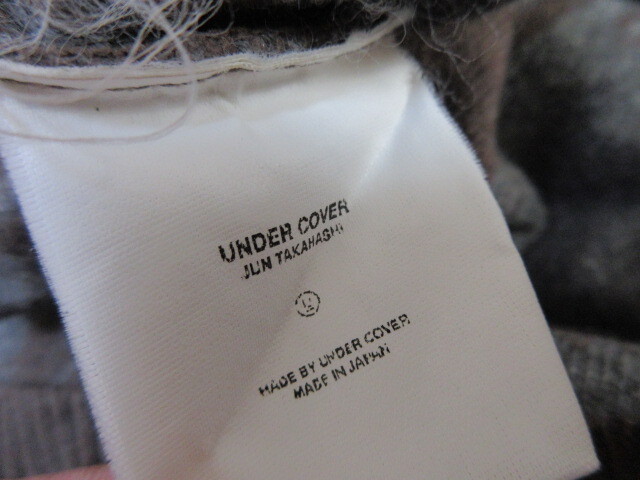 UNDER COVER
JUN TAKAHASHI
U
MADE BY UNDER COVER
MADE IN JAPAN